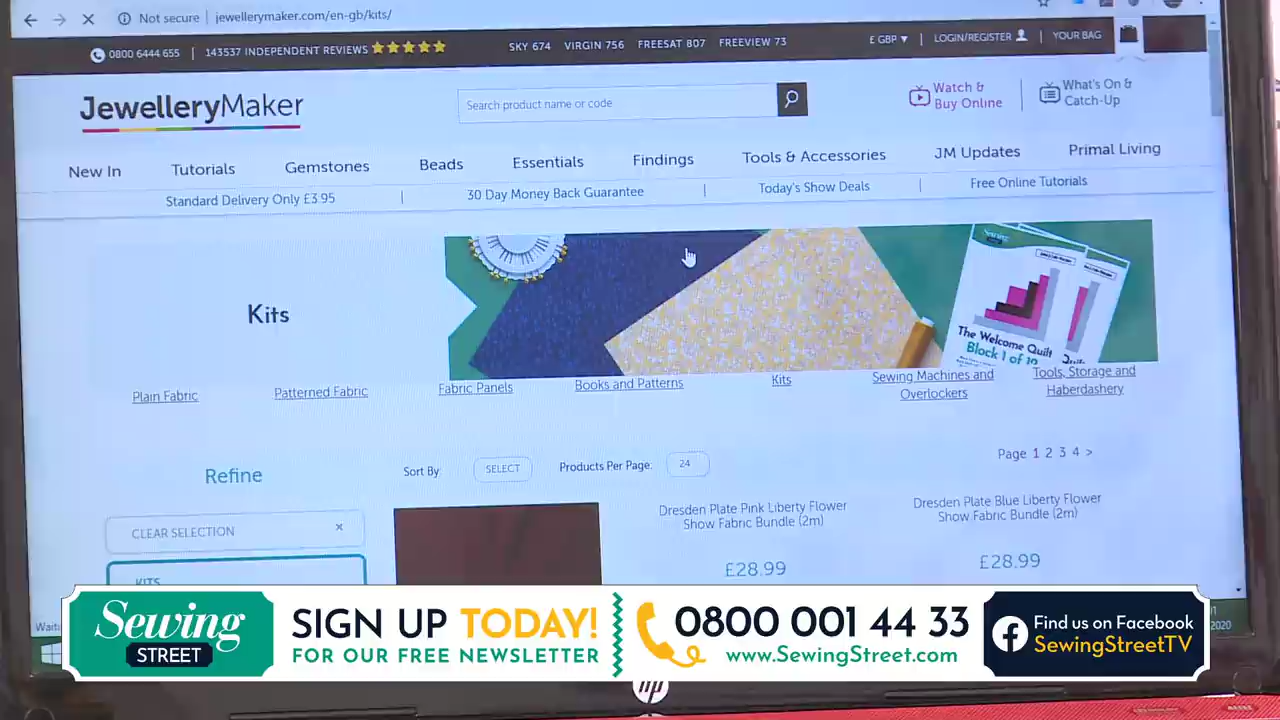 Not secure | jewellerymaker.com/en-gb/kits/
0800 6444 655 | 143537 INDEPENDENT REVIEWS
SKY 674 VIRGIN 756 FREESAT 807 FREEVIEW 73
£ GBP ▼ | LOGIN/REGISTER | YOUR BAG
JewelleryMaker
Search product name or code
Watch &
Buy Online
What's On &
Catch-Up
New In Tutorials Gemstones Beads Essentials Findings Tools & Accessories JM Updates Primal Living
Standard Delivery Only £3.95 | 30 Day Money Back Guarantee | Today's Show Deals | Free Online Tutorials
Kits
Sewing
The Welcome Quilt
Block 1 of 10
Plain Fabric Patterned Fabric Fabric Panels Books and Patterns Kits
Sewing Machines and
Overlockers
Tools, Storage and
Haberdashery
Refine
Sort By: SELECT Products Per Page: 24
Page 1 2 3 4 >
CLEAR SELECTION ×
KITS
Dresden Plate Pink Liberty Flower
Show Fabric Bundle (2m)
£28.99
Dresden Plate Blue Liberty Flower
Show Fabric Bundle (2m)
£28.99
2020
Sewing
STREET
SIGN UP TODAY!
FOR OUR FREE NEWSLETTER
0800 001 44 33
www.SewingStreet.com
Find us on Facebook
SewingStreetTV
hp